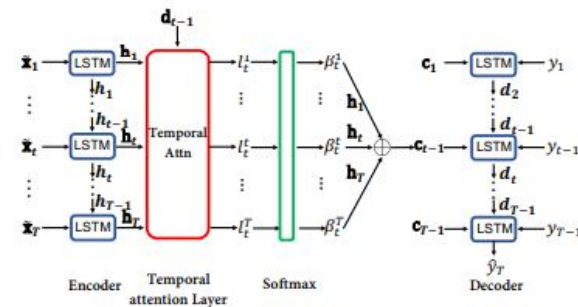 d_{t-1}
x̃_1 LSTM h_1 l_t^1 β_t^1 c_1 LSTM y_1
h_1 h_1 d_2
⋮ h_{t-1} ⋮ ⋮ d_{t-1}
x̃_t LSTM h_t Temporal Attn l_t^t β_t^t h_t ⊕ c_{t-1} LSTM y_{t-1}
h_t h_T d_t
⋮ h_{T-1} ⋮ ⋮ d_{T-1}
x̃_T LSTM h_T l_t^T β_t^T c_{T-1} LSTM y_{T-1}
ŷ_T
Encoder Temporal attention Layer Softmax Decoder